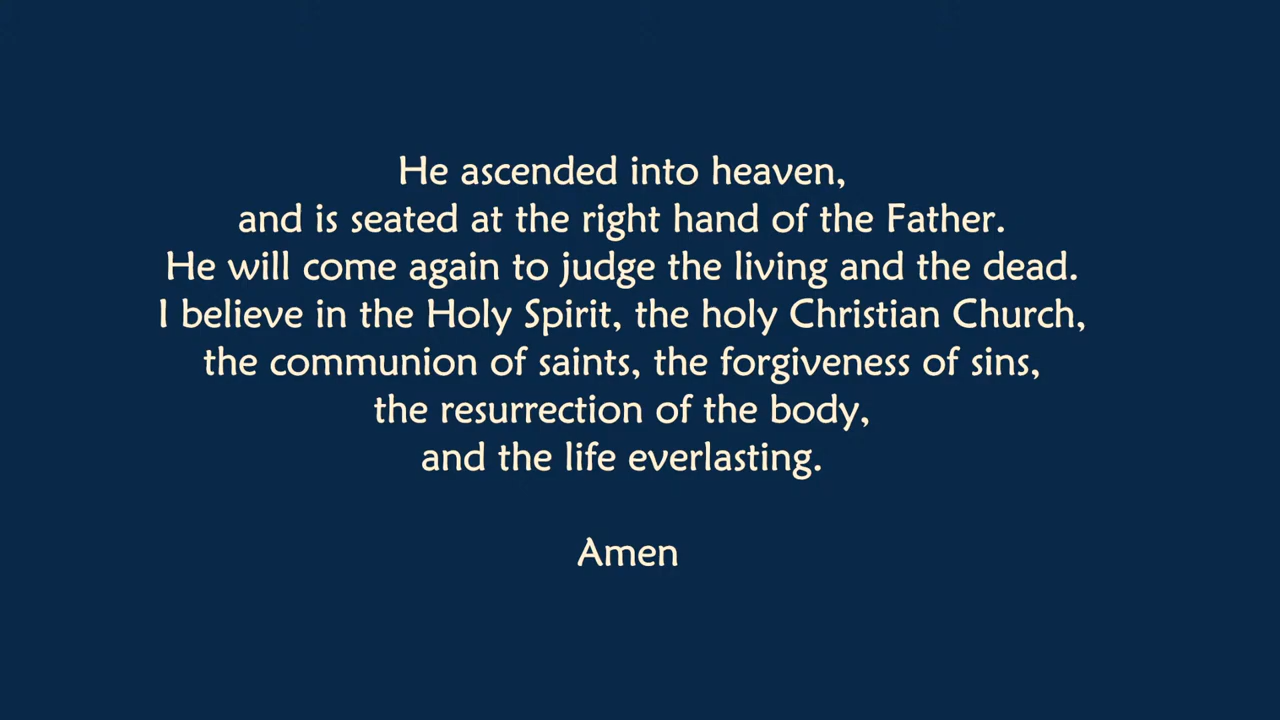 He ascended into heaven,
and is seated at the right hand of the Father.
He will come again to judge the living and the dead.
I believe in the Holy Spirit, the holy Christian Church,
the communion of saints, the forgiveness of sins,
the resurrection of the body,
and the life everlasting.
Amen